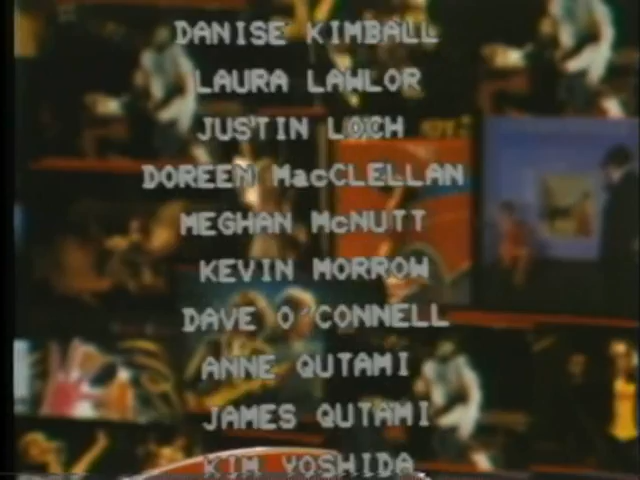 DANISE KIMBALL
LAURA LAWLOR
JUSTIN LOCH
DOREEN MacCLELLAN
MEGHAN McNUTT
KEVIN MORROW
DAVE O'CONNELL
ANNE QUTAMI
JAMES QUTAMI
KIM YOSHIDA